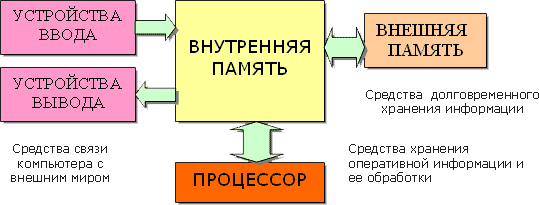 УСТРОЙСТВА
ВВОДА
УСТРОЙСТВА
ВЫВОДА
ВНУТРЕННЯЯ
ПАМЯТЬ
ВНЕШНЯЯ
ПАМЯТЬ
Средства долговременного
хранения информации
Средства связи
компьютера с
внешним миром
Средства хранения
оперативной информации и
ее обработки
ПРОЦЕССОР